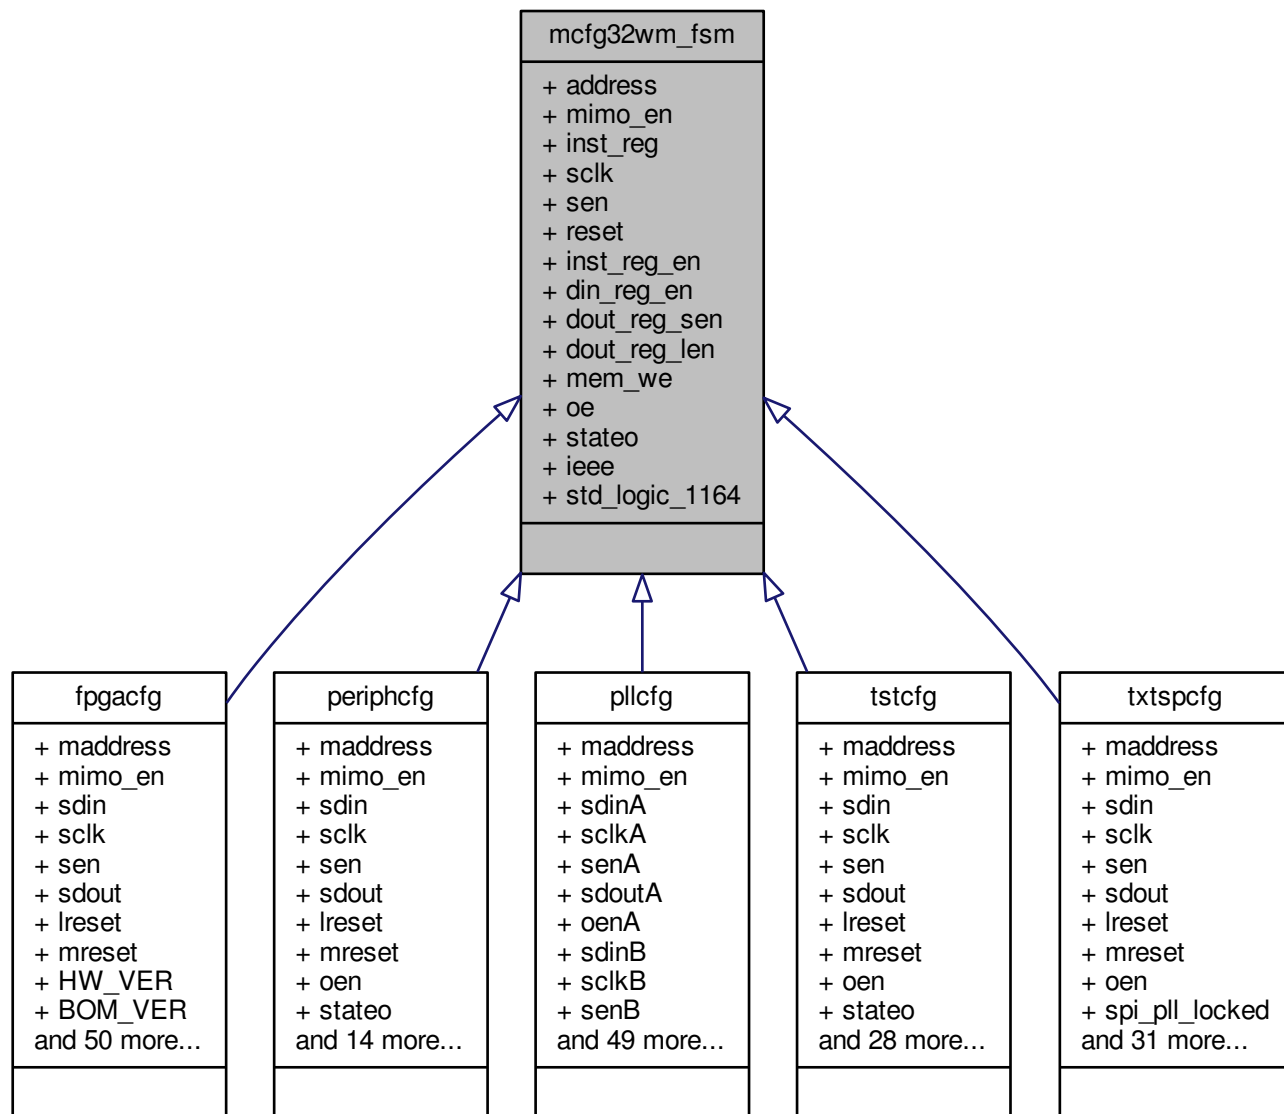 mcfg32wm_fsm
+ address
+ mimo_en
+ inst_reg
+ sclk
+ sen
+ reset
+ inst_reg_en
+ din_reg_en
+ dout_reg_sen
+ dout_reg_len
+ mem_we
+ oe
+ stateo
+ ieee
+ std_logic_1164
fpgacfg
+ maddress
+ mimo_en
+ sdin
+ sclk
+ sen
+ sdout
+ lreset
+ mreset
+ HW_VER
+ BOM_VER
and 50 more...
periphcfg
+ maddress
+ mimo_en
+ sdin
+ sclk
+ sen
+ sdout
+ lreset
+ mreset
+ oen
+ stateo
and 14 more...
pllcfg
+ maddress
+ mimo_en
+ sdinA
+ sclkA
+ senA
+ sdoutA
+ oenA
+ sdinB
+ sclkB
+ senB
and 49 more...
tstcfg
+ maddress
+ mimo_en
+ sdin
+ sclk
+ sen
+ sdout
+ lreset
+ mreset
+ oen
+ stateo
and 28 more...
txtspcfg
+ maddress
+ mimo_en
+ sdin
+ sclk
+ sen
+ sdout
+ lreset
+ mreset
+ oen
+ spi_pll_locked
and 31 more...